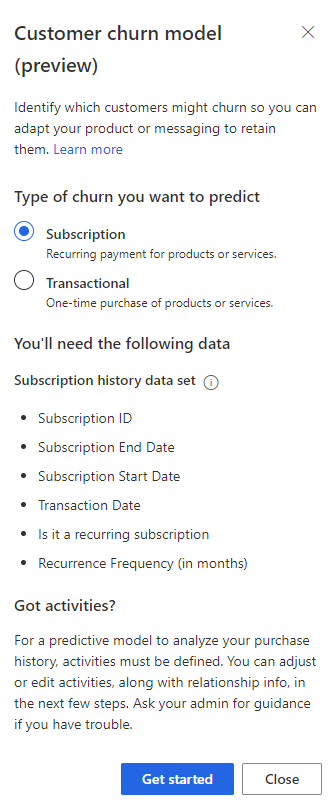 Customer churn model
(preview)
Identify which customers might churn so you can
adapt your product or messaging to retain
them. Learn more
Type of churn you want to predict
Subscription
Recurring payment for products or services.
Transactional
One-time purchase of products or services.
You'll need the following data
Subscription history data set
Subscription ID
Subscription End Date
Subscription Start Date
Transaction Date
Is it a recurring subscription
Recurrence Frequency (in months)
Got activities?
For a predictive model to analyze your purchase
history, activities must be defined. You can adjust
or edit activities, along with relationship info, in
the next few steps. Ask your admin for guidance
if you have trouble.
Get started Close